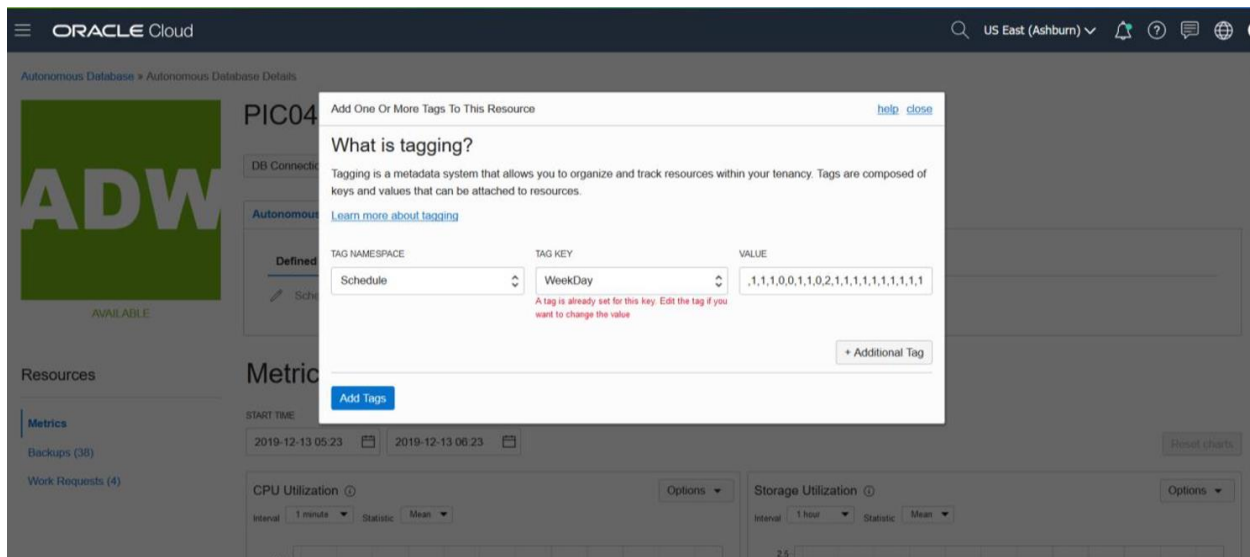 ORACLE Cloud
US East (Ashburn)
Autonomous Database » Autonomous Database Details
ADW
AVAILABLE
PIC04
DB Connectio
Autonomous
Defined
Sche
Add One Or More Tags To This Resource
help close
What is tagging?
Tagging is a metadata system that allows you to organize and track resources within your tenancy. Tags are composed of
keys and values that can be attached to resources.
Learn more about tagging
TAG NAMESPACE TAG KEY VALUE
Schedule WeekDay ,1,1,1,0,0,1,1,0,2,1,1,1,1,1,1,1,1,1,1
A tag is already set for this key. Edit the tag if you
want to change the value
+ Additional Tag
Add Tags
Resources
Metrics
Backups (38)
Work Requests (4)
Metric
START TIME
2019-12-13 05:23 2019-12-13 06:23
Reset charts
CPU Utilization Options
Interval 1 minute Statistic Mean
Storage Utilization Options
Interval 1 hour Statistic Mean
2.5